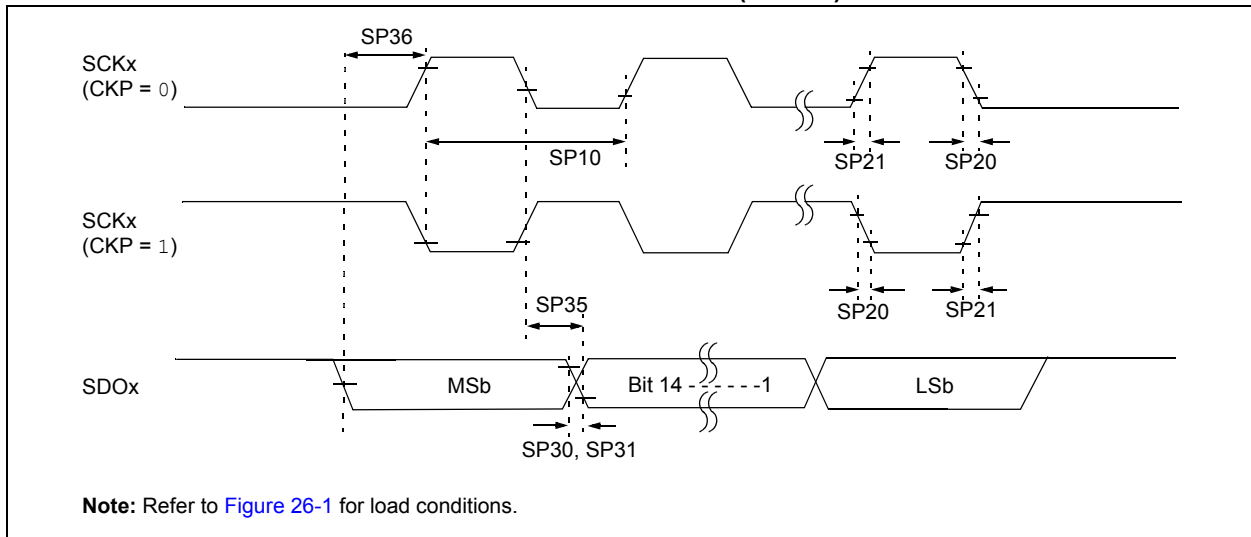 SP36
SCKx
(CKP = 0)
SP10
SP21
SP20
SCKx
(CKP = 1)
SP35
SP20
SP21
SDOx
MSb
Bit 14 - - - - - -1
LSb
SP30, SP31
Note: Refer to Figure 26-1 for load conditions.